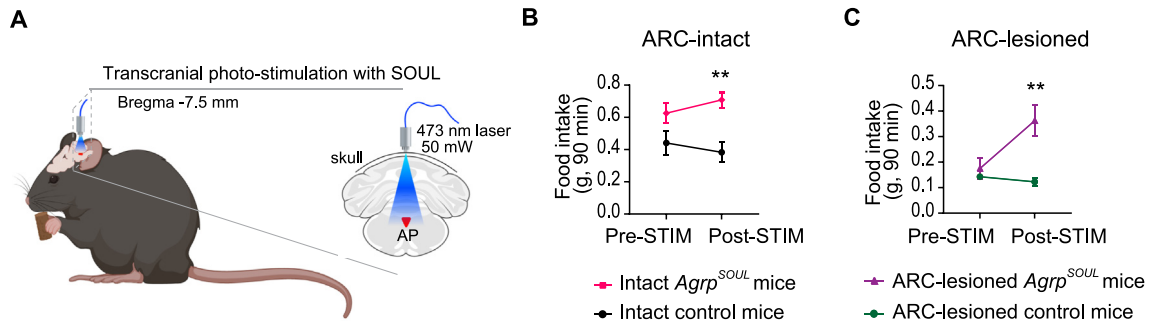 A
Transcranial photo-stimulation with SOUL
Bregma -7.5 mm
473 nm laser
50 mW
skull
AP
B
ARC-intact
**
Food intake
(g, 90 min)
0.8
0.6
0.4
0.2
0.0
Pre-STIM Post-STIM
Intact Agrp^SOUL mice
Intact control mice
C
ARC-lesioned
**
Food intake
(g, 90 min)
0.5
0.4
0.3
0.2
0.1
0.0
Pre-STIM Post-STIM
ARC-lesioned Agrp^SOUL mice
ARC-lesioned control mice